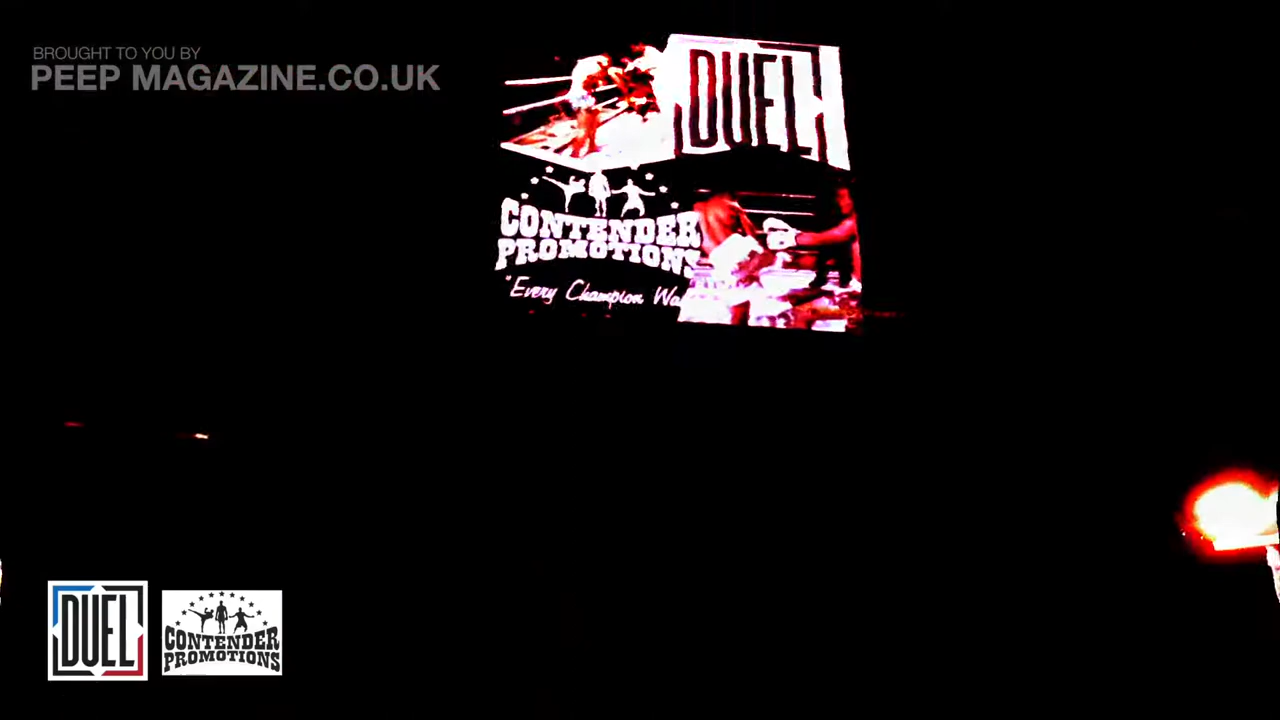 BROUGHT TO YOU BY
PEEP MAGAZINE.CO.UK
DUEL
CONTENDER
PROMOTIONS
"Every Champion
DUEL
CONTENDER
PROMOTIONS